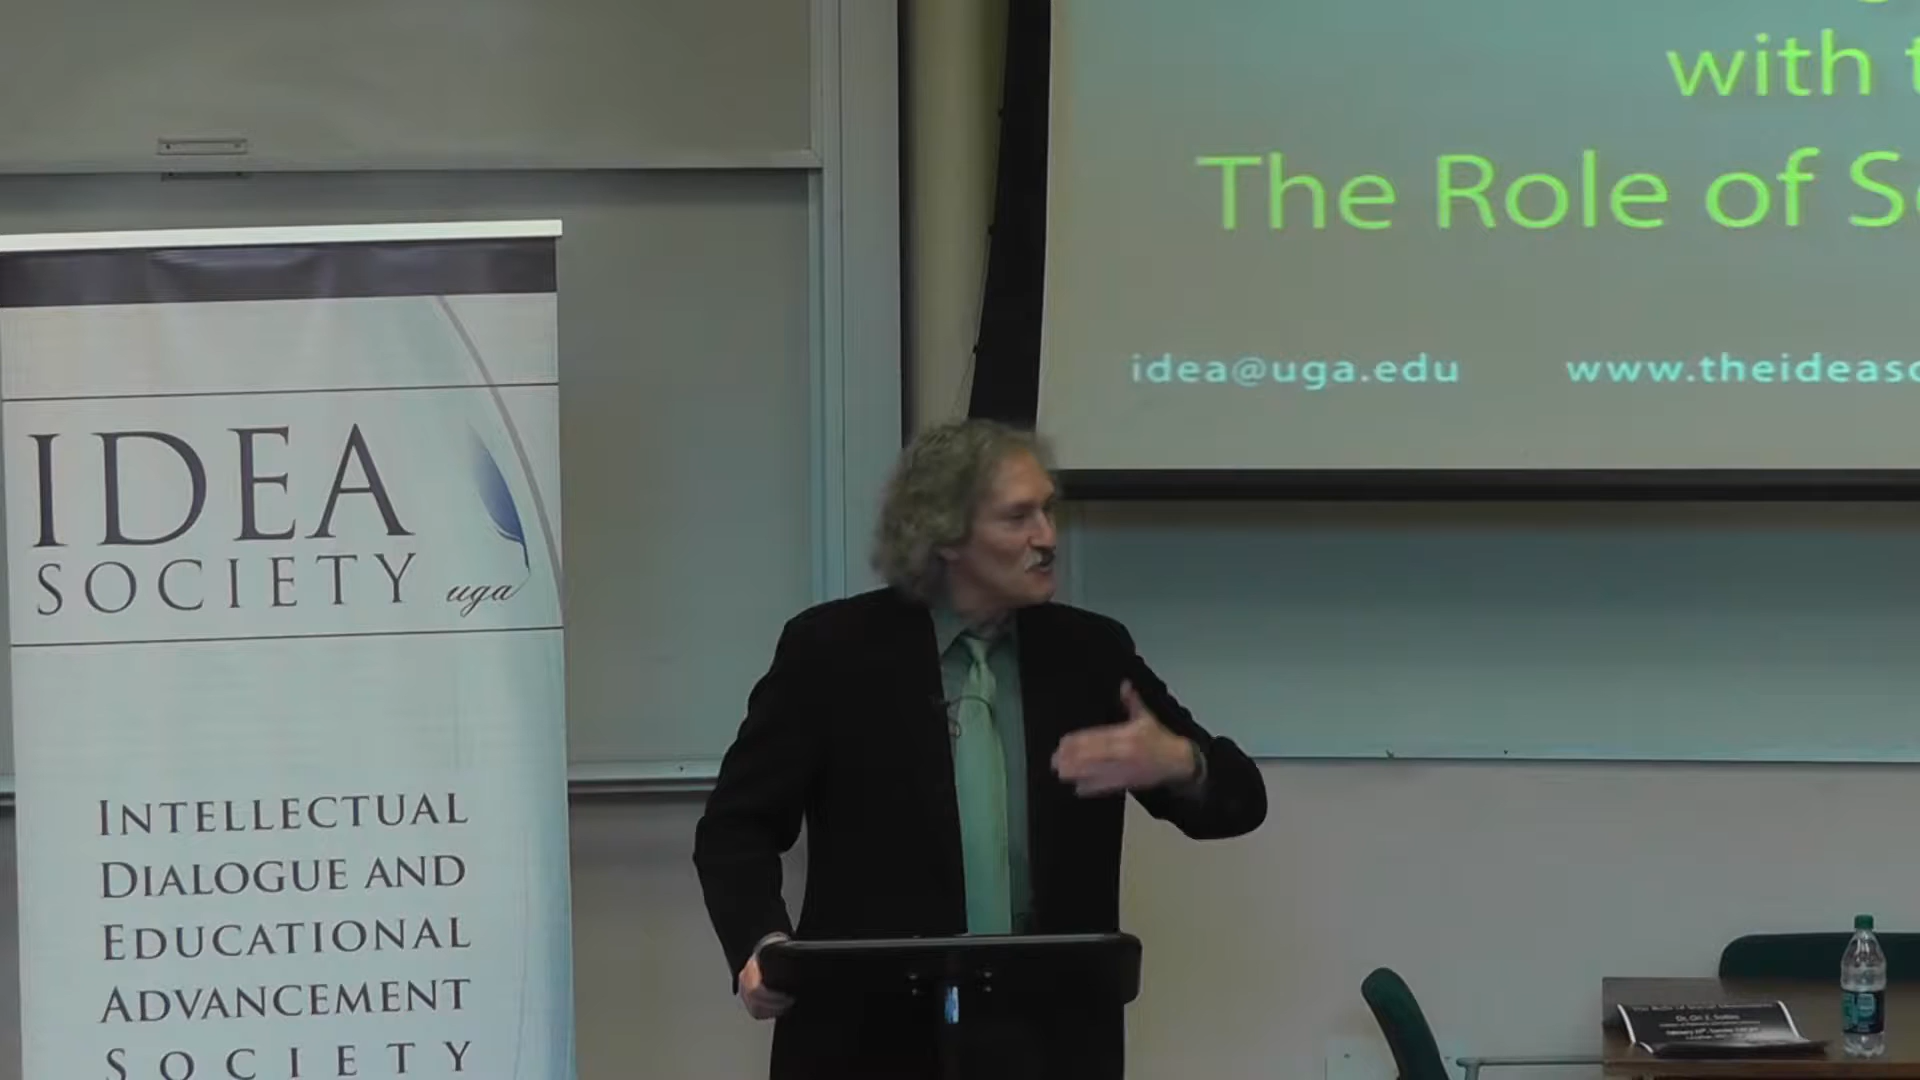 IDEA
SOCIETY
uga
INTELLECTUAL
DIALOGUE AND
EDUCATIONAL
ADVANCEMENT
SOCIETY
with
The Role of
idea@uga.edu www.theideas